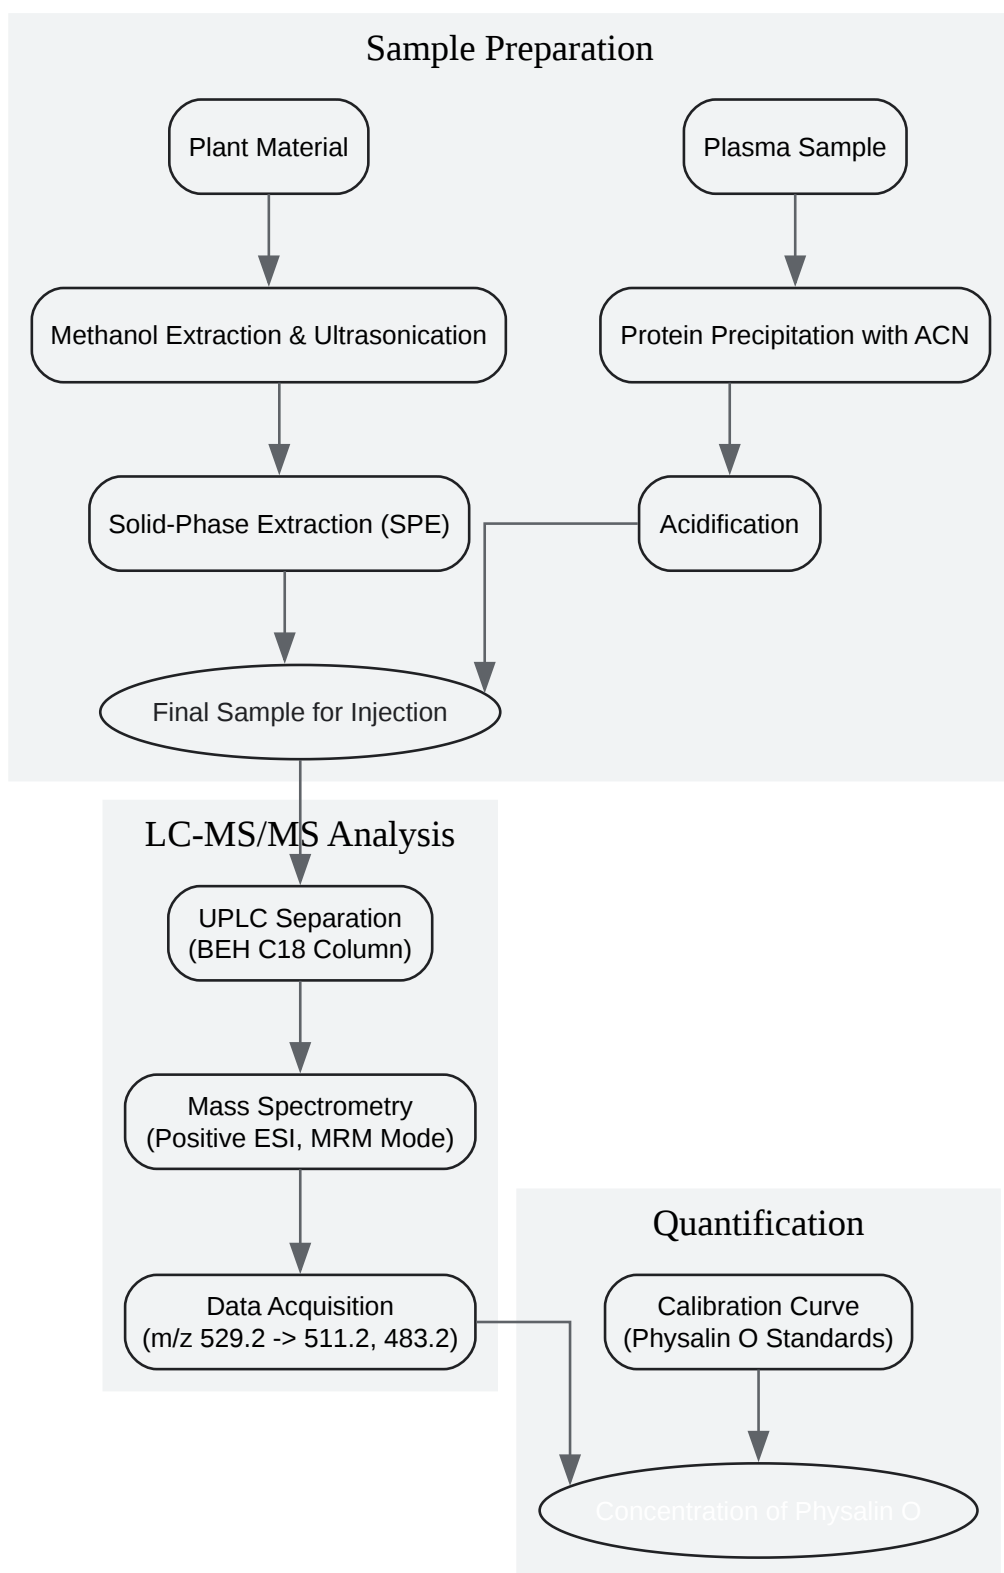 Sample Preparation
Plant Material
Plasma Sample
Methanol Extraction & Ultrasonication
Protein Precipitation with ACN
Solid-Phase Extraction (SPE)
Acidification
Final Sample for Injection
LC-MS/MS Analysis
UPLC Separation
(BEH C18 Column)
Mass Spectrometry
(Positive ESI, MRM Mode)
Data Acquisition
(m/z 529.2 -> 511.2, 483.2)
Quantification
Calibration Curve
(Physalin O Standards)
Concentration of Physalin O